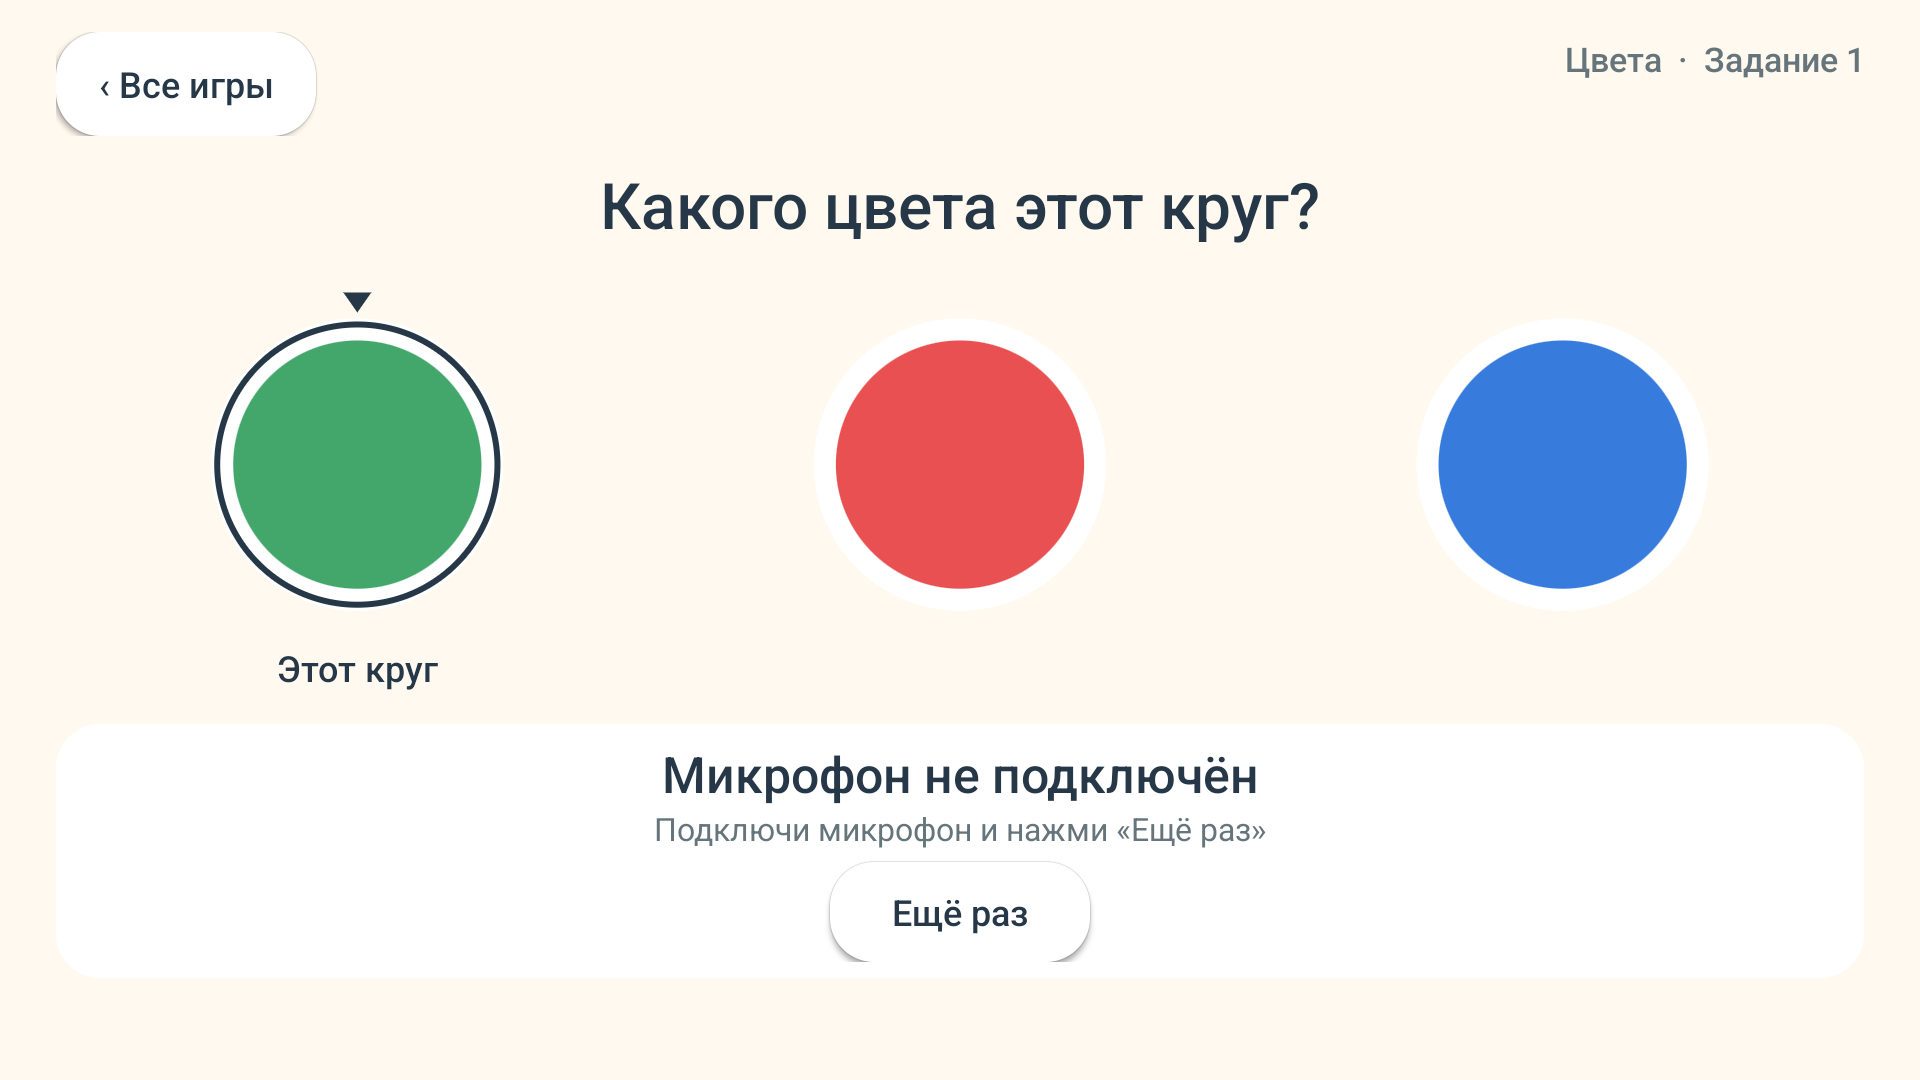 ‹ Все игры
Цвета · Задание 1
Какого цвета этот круг?
Этот круг
Микрофон не подключён
Подключи микрофон и нажми «Ещё раз»
Ещё раз